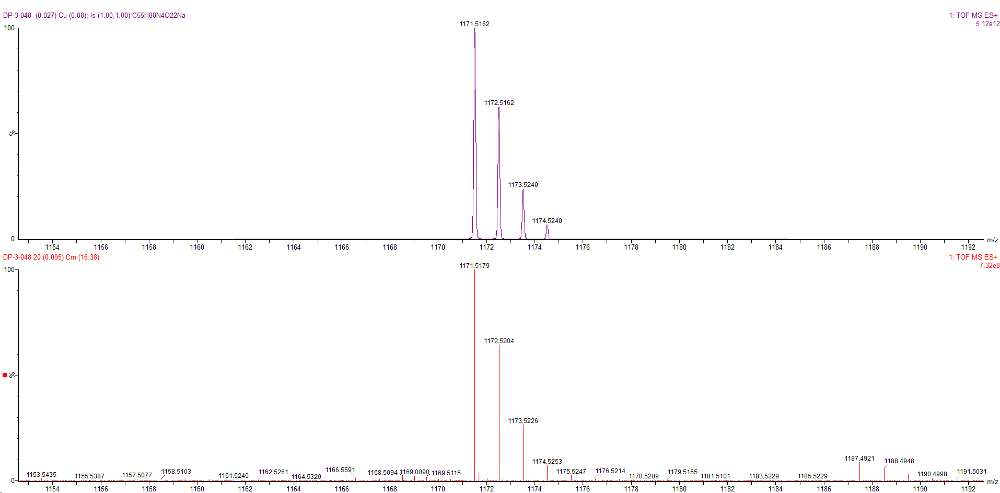 DP-3-048 (0.027) Cu (0.08); Is (1.00,1.00) C55H80N4O22Na
1: TOF MS ES+
5.12e12
100
%
0
1171.5162
1172.5162
1173.5240
1174.5240
1154 1156 1158 1160 1162 1164 1166 1168 1170 1172 1174 1176 1178 1180 1182 1184 1186 1188 1190 1192
m/z
DP-3-048 20 (0.095) Cm (16:38)
1: TOF MS ES+
7.32e8
100
%
0
1171.5179
1172.5204
1173.5226
1174.5253
1187.4921
1188.4948
1153.5435 1155.5387 1157.5077 1158.5103 1161.5240 1162.5261 1164.5320 1166.5591 1168.5094 1169.0090 1169.5115 1175.5247 1176.5214 1178.5209 1179.5155 1181.5101 1183.5229 1185.5229 1190.4998 1191.5031
1154 1156 1158 1160 1162 1164 1166 1168 1170 1172 1174 1176 1178 1180 1182 1184 1186 1188 1190 1192
m/z